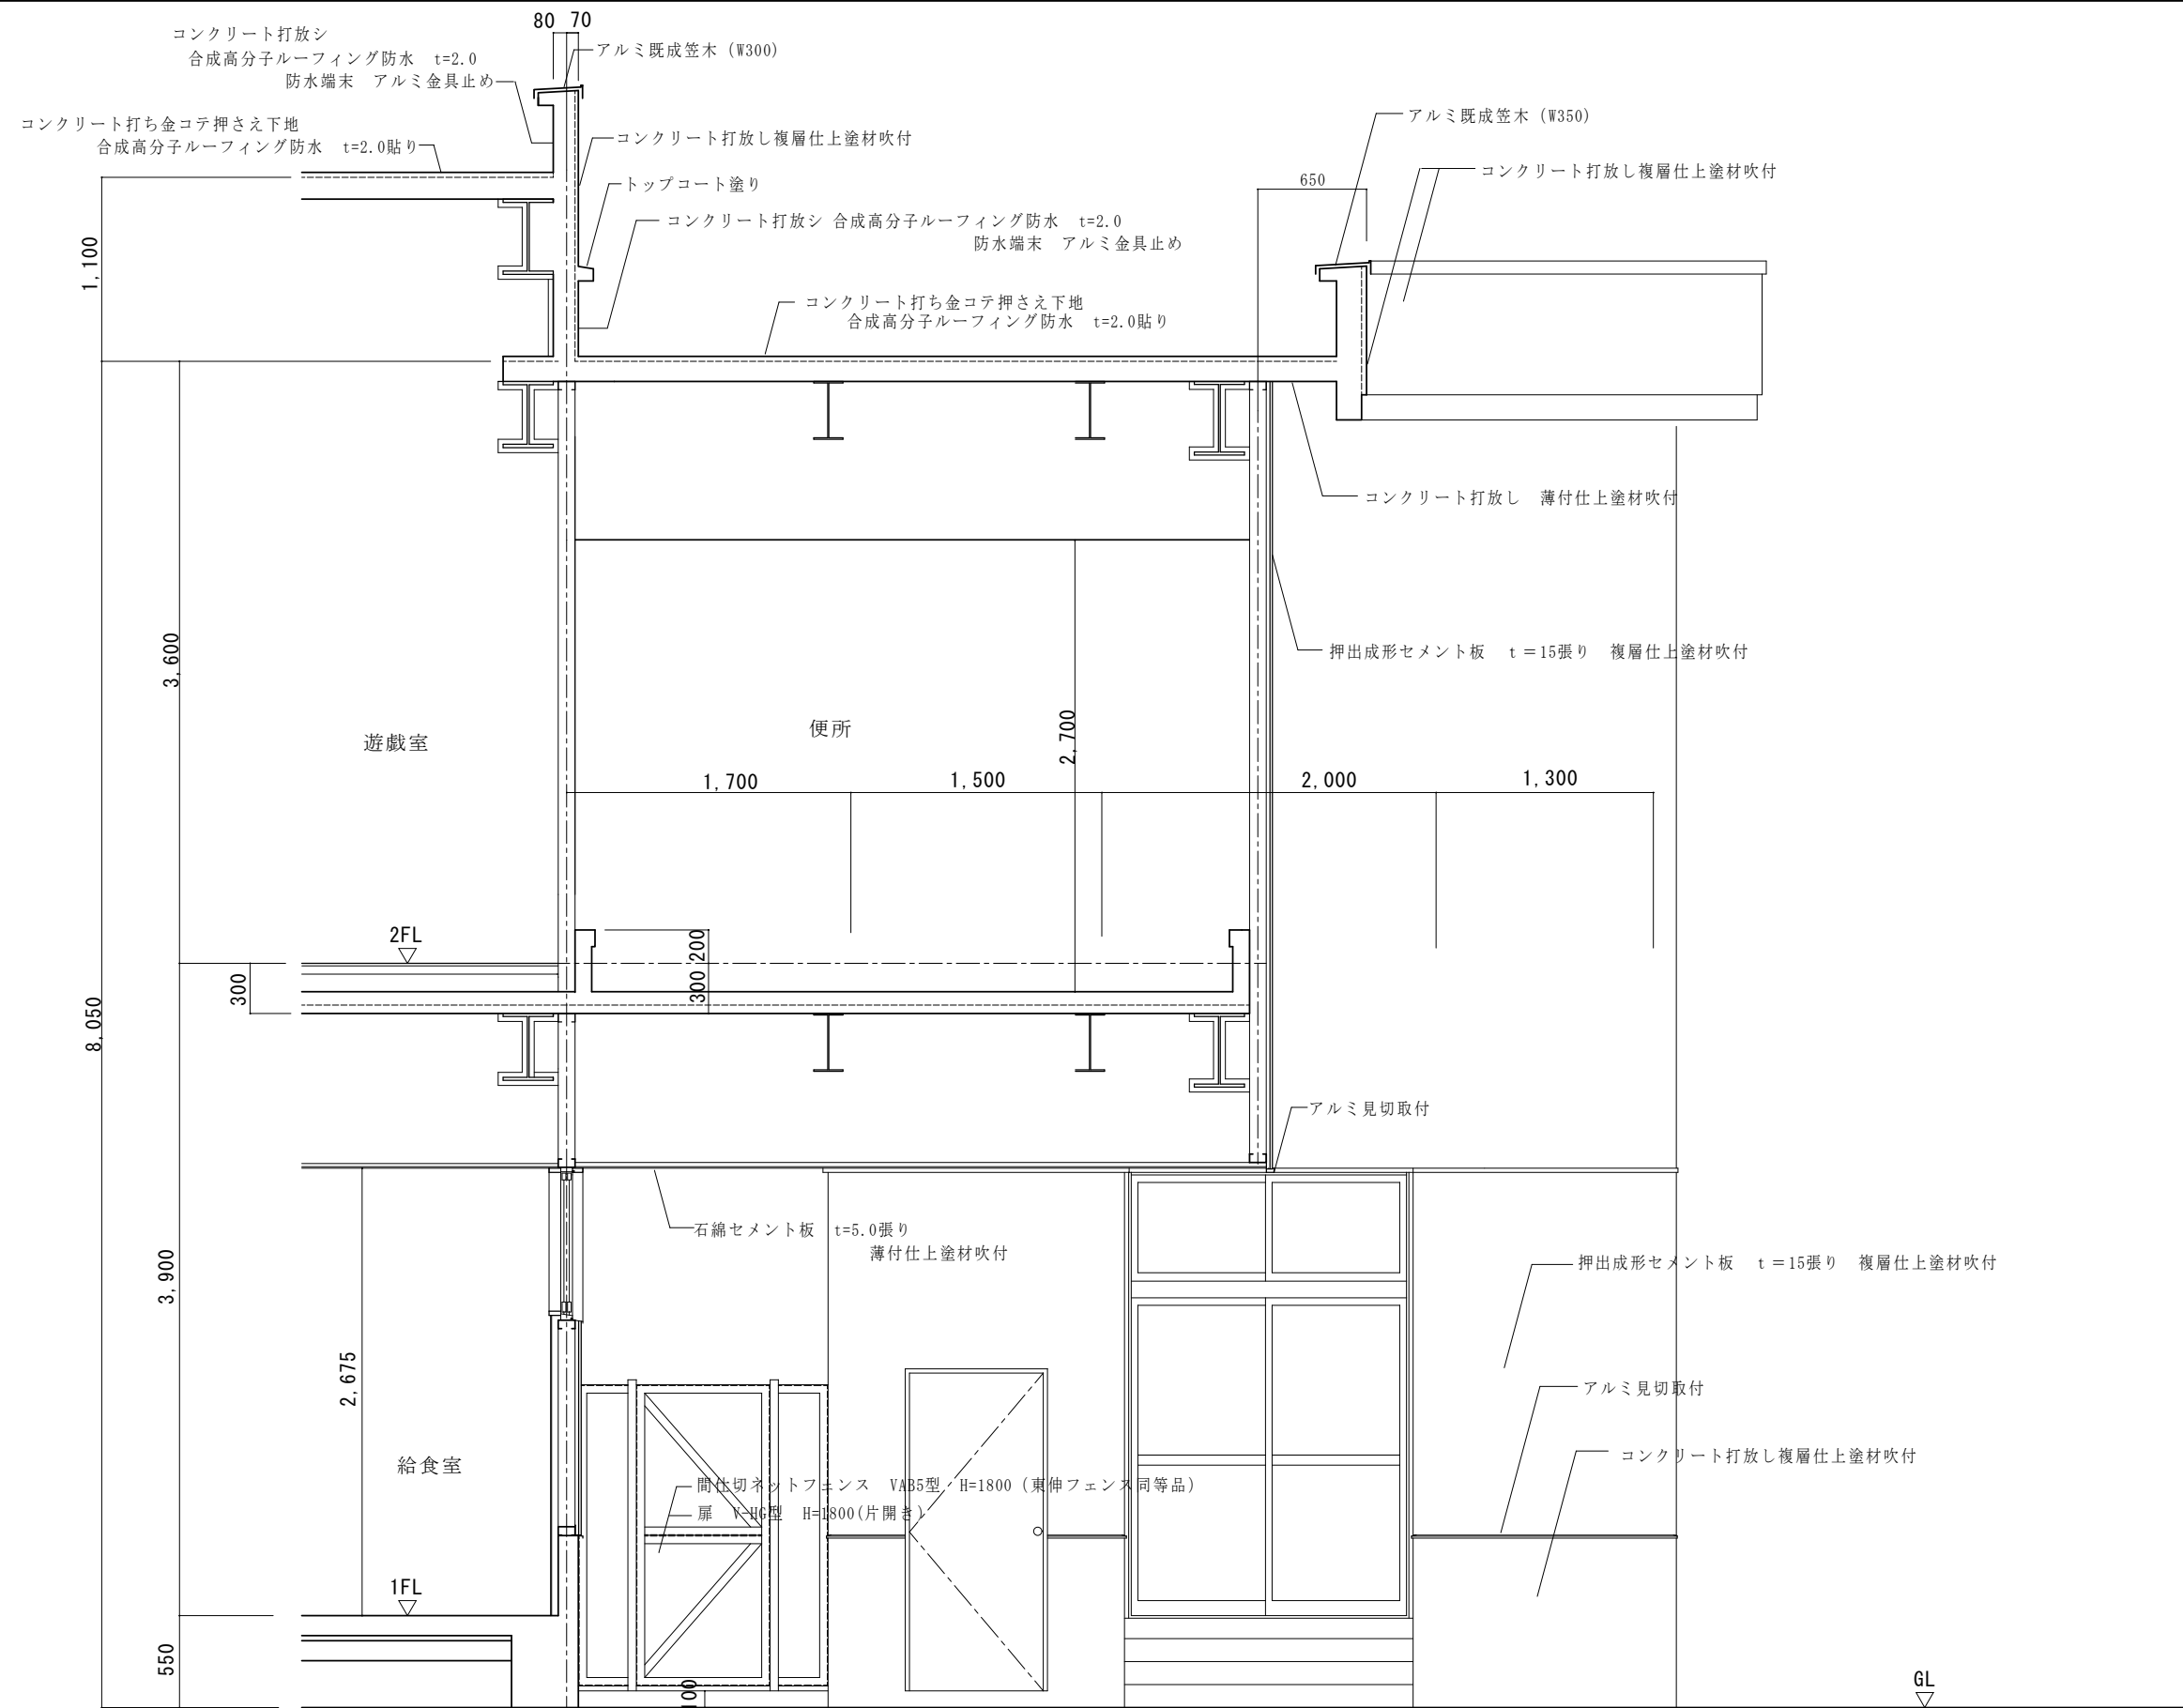 80 70
コンクリート打放シ
合成高分子ルーフィング防水 t=2.0
防水端末 アルミ金具止め
アルミ既成笠木（W300）
コンクリート打ち金コテ押さえ下地
合成高分子ルーフィング防水 t=2.0貼り
コンクリート打放し複層仕上塗材吹付
アルミ既成笠木（W350）
コンクリート打放し複層仕上塗材吹付
トップコート塗り
650
コンクリート打放シ 合成高分子ルーフィング防水 t=2.0
防水端末 アルミ金具止め
1,100
コンクリート打ち金コテ押さえ下地
合成高分子ルーフィング防水 t=2.0貼り
コンクリート打放し 薄付仕上塗材吹付
3,600
押出成形セメント板 t＝15張り 複層仕上塗材吹付
遊戯室
便所
2,700
1,700
1,500
2,000
1,300
2FL
200
300
300
8,050
アルミ見切取付
石綿セメント板 t=5.0張り
薄付仕上塗材吹付
3,900
押出成形セメント板 t＝15張り 複層仕上塗材吹付
2,675
アルミ見切取付
給食室
コンクリート打放し複層仕上塗材吹付
間仕切ネットフェンス VAB5型 H=1800（東伸フェンス同等品）
扉 V-HG型 H=1800(片開き)
1FL
550
100
GL